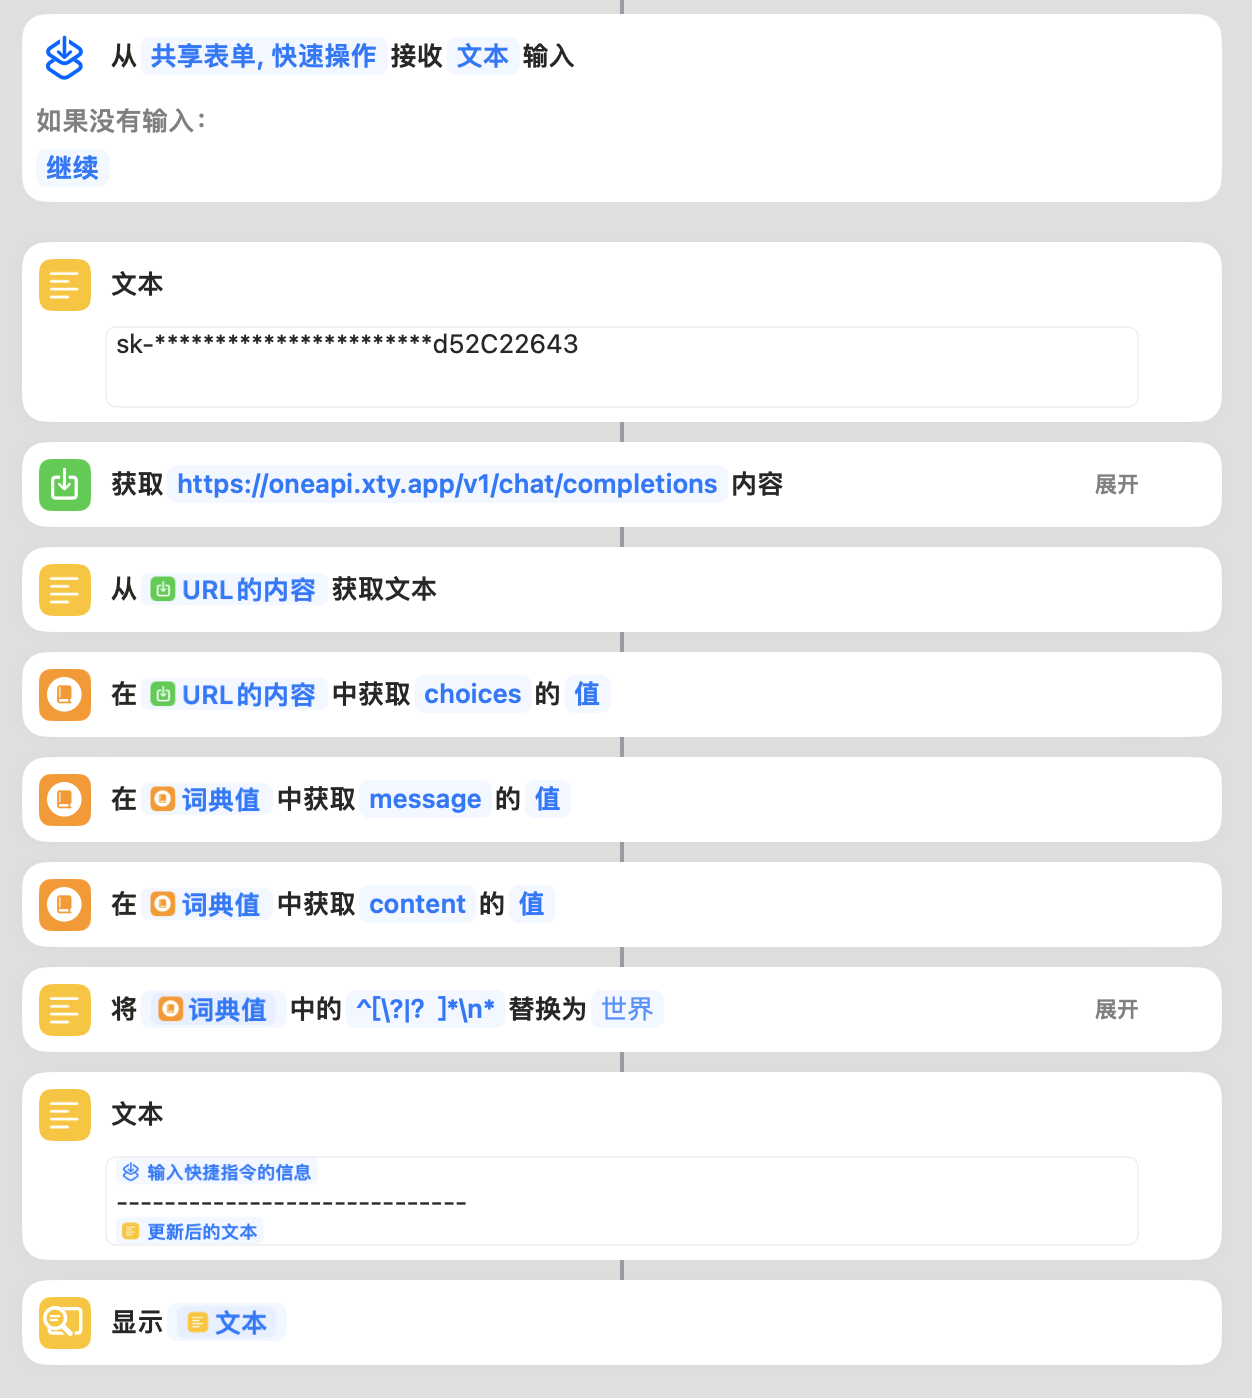 从 共享表单, 快速操作 接收 文本 输入
如果没有输入：
继续
文本
sk-***********************d52C22643
获取 https://oneapi.xty.app/v1/chat/completions 内容 展开
从 URL的内容 获取文本
在 URL的内容 中获取 choices 的 值
在 词典值 中获取 message 的 值
在 词典值 中获取 content 的 值
将 词典值 中的 ^[\?|? ]*\n* 替换为 世界 展开
文本
输入快捷指令的信息
-----------------------------
更新后的文本
显示 文本